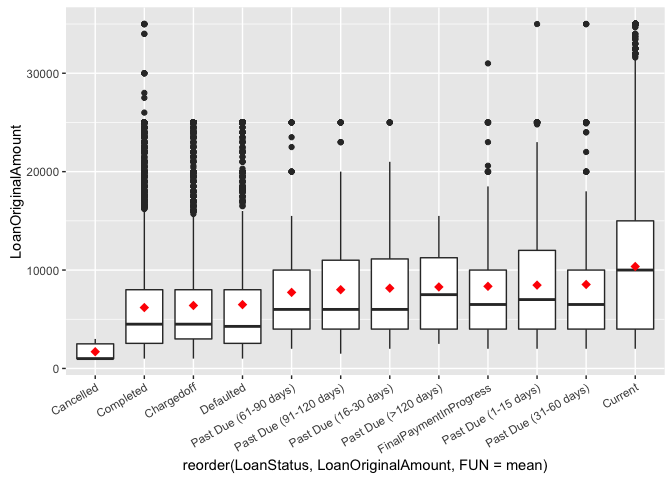 LoanOriginalAmount
30000
20000
10000
0
Cancelled
Completed
Chargedoff
Defaulted
Past Due (61-90 days)
Past Due (91-120 days)
Past Due (16-30 days)
Past Due (>120 days)
FinalPaymentInProgress
Past Due (1-15 days)
Past Due (31-60 days)
Current
reorder(LoanStatus, LoanOriginalAmount, FUN = mean)